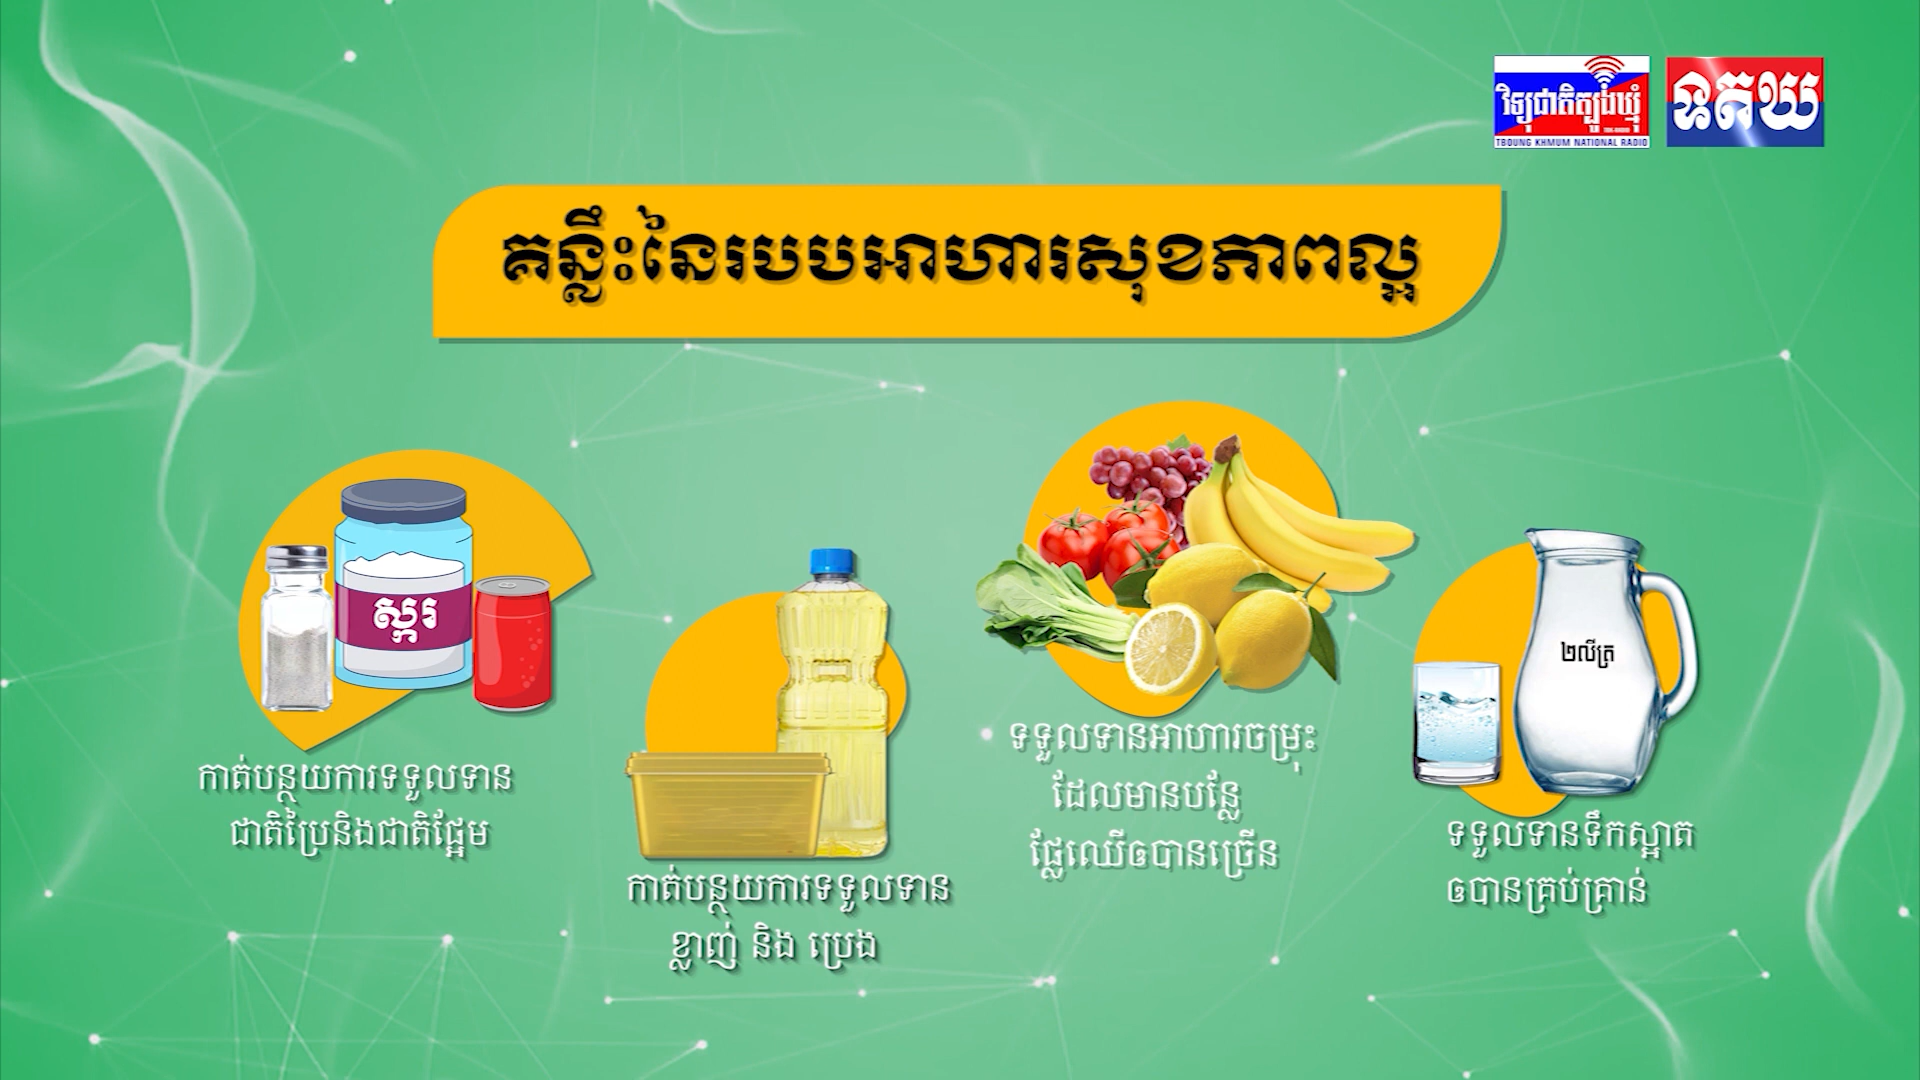 វិទ្យុជាតិត្បូងឃ្មុំ
TBK-RADIO
TBOUNG KHMUM NATIONAL RADIO
ទតឃ
គន្លឹះនៃរបបអាហារសុខភាពល្អ
ស្ករ
កាត់បន្ថយការទទួលទាន
ជាតិប្រៃនិងជាតិផ្អែម
កាត់បន្ថយការទទួលទាន
ខ្លាញ់ និង ប្រេង
ទទួលទានអាហារចម្រុះ
ដែលមានបន្លែ
ផ្លែឈើឲបានច្រើន
២លីត្រ
ទទួលទានទឹកស្អាត
ឲបានគ្រប់គ្រាន់